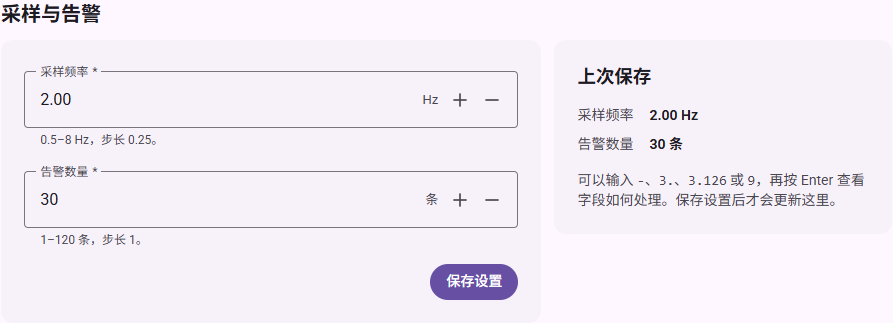 采样与告警
采样频率 *
2.00 Hz
0.5–8 Hz，步长 0.25。
告警数量 *
30 条
1–120 条，步长 1。
保存设置
上次保存
采样频率 2.00 Hz
告警数量 30 条
可以输入 -、3.、3.126 或 9，再按 Enter 查看
字段如何处理。保存设置后才会更新这里。